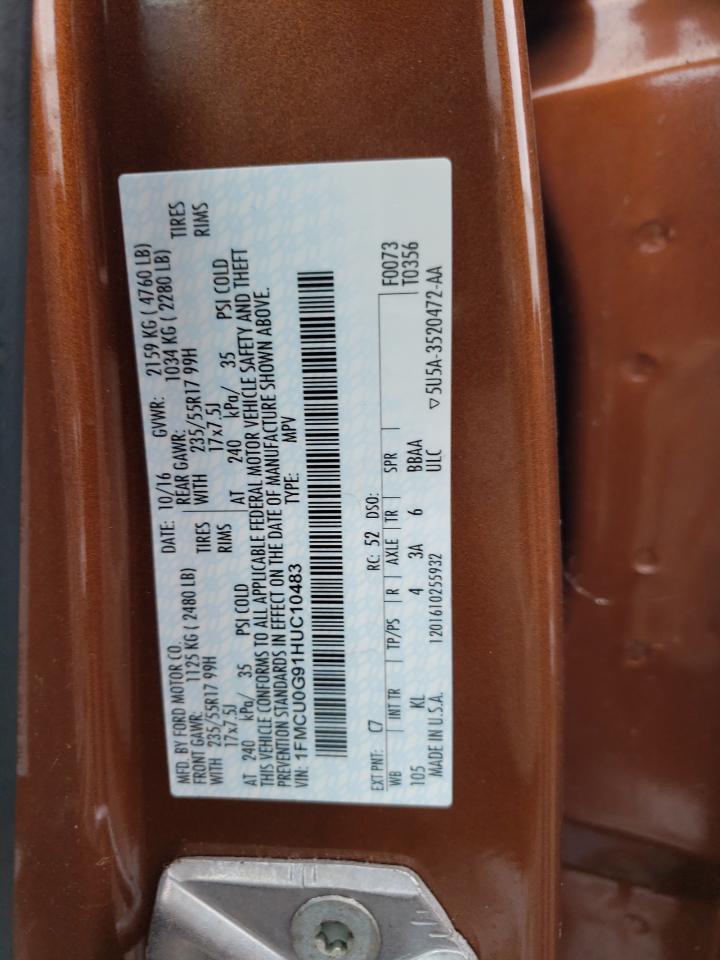 MFD. BY FORD MOTOR CO. DATE: 10/16 GVWR: 2159 KG ( 4760 LB)
FRONT GAWR: 1125 KG ( 2480 LB) REAR GAWR: 1034 KG ( 2280 LB)
WITH 235/55R17 99H TIRES WITH 235/55R17 99H TIRES
17x7.5J RIMS 17x7.5J RIMS
AT 240 kPa/ 35 PSI COLD AT 240 kPa/ 35 PSI COLD
THIS VEHICLE CONFORMS TO ALL APPLICABLE FEDERAL MOTOR VEHICLE SAFETY AND THEFT
PREVENTION STANDARDS IN EFFECT ON THE DATE OF MANUFACTURE SHOWN ABOVE.
VIN: 1FMCU0G91HUC10483 TYPE: MPV
EXT PNT: C7 RC: 52 DSO: F0073
WB INT TR TP/PS R AXLE TR SPR T0356
105 KL 4 3A 6 BBAA
MADE IN U.S.A. 1201610255932 ULC ▽5U5A-3520472-AA